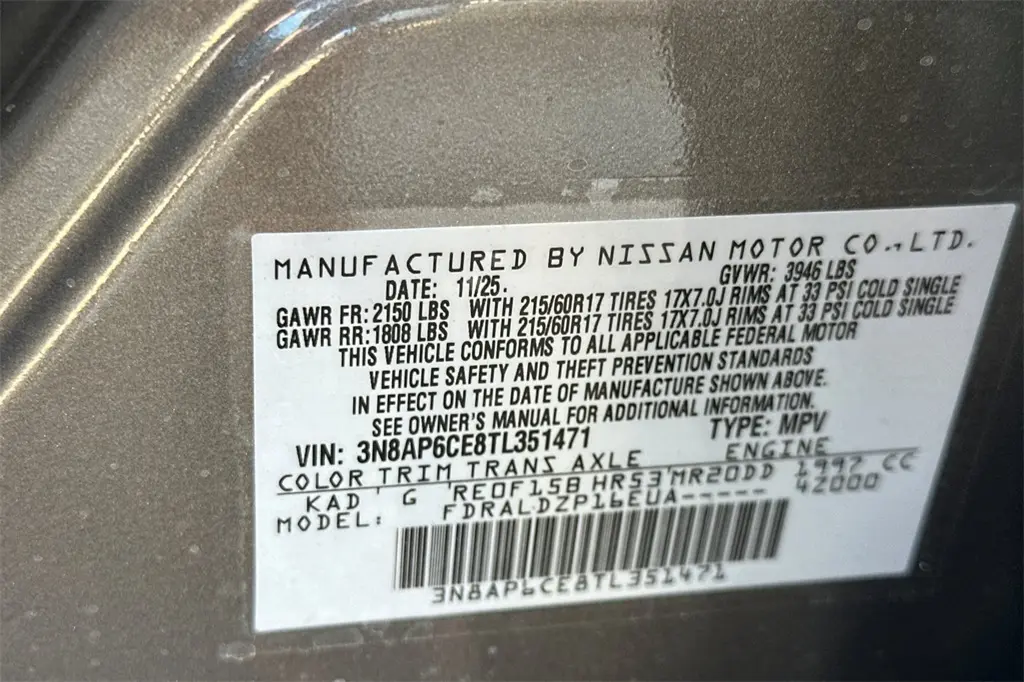 MANUFACTURED BY NISSAN MOTOR CO.,LTD.
DATE: 11/25. GVWR: 3946 LBS
GAWR FR: 2150 LBS WITH 215/60R17 TIRES 17X7.0J RIMS AT 33 PSI COLD SINGLE
GAWR RR: 1808 LBS WITH 215/60R17 TIRES 17X7.0J RIMS AT 33 PSI COLD SINGLE
THIS VEHICLE CONFORMS TO ALL APPLICABLE FEDERAL MOTOR
VEHICLE SAFETY AND THEFT PREVENTION STANDARDS
IN EFFECT ON THE DATE OF MANUFACTURE SHOWN ABOVE.
SEE OWNER'S MANUAL FOR ADDITIONAL INFORMATION.
VIN: 3N8AP6CE8TL351471 TYPE: MPV
COLOR TRIM TRANS AXLE ENGINE
KAD G RE0F15B HR53 MR20DD 1997 CC
MODEL: FDRALDZP16EUA----- 42000
3N8AP6CE8TL351471